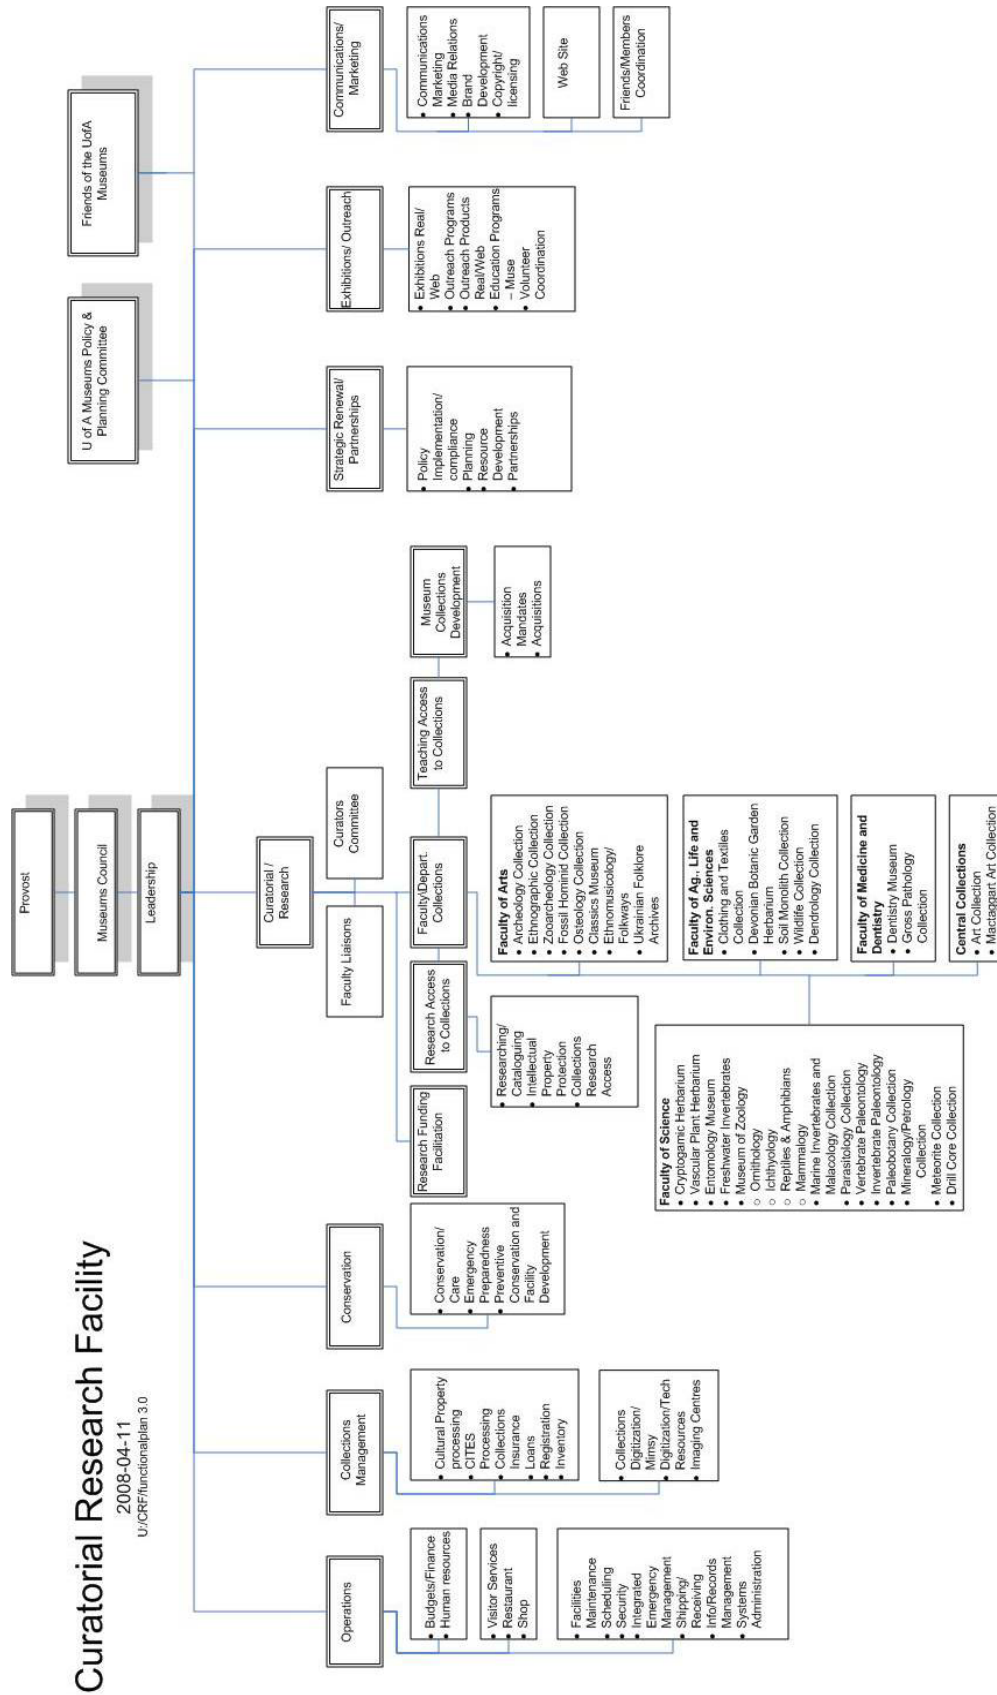 Curatorial Research Facility
2008-04-11
U:/CRF/functionalplan 3.0
Provost
Museums Council
Leadership
U of A Museums Policy &
Planning Committee
Friends of the UofA
Museums
Operations
Budgets/Finance
Human resources
Visitor Services
Restaurant
Shop
Facilities
Maintenance
Scheduling
Security
Integrated
Emergency
Management
Shipping/
Receiving
Info/Records
Management
Systems
Administration
Collections
Management
Cultural Property
processing
CITES
Processing
Collections
Insurance
Loans
Registration
Inventory
Collections
Digitization/
Mimsy
Digitization/Tech
Resources
Imaging Centres
Conservation
Conservation/
Care
Emergency
Preparedness
Preventive
Conservation and
Facility
Development
Curatorial /
Research
Faculty Liaisons
Curators
Committee
Research Funding
Facilitation
Research Access
to Collections
Researching/
Cataloguing
Intellectual
Property
Protection
Collections
Research
Access
Faculty\Depart.
Collections
Faculty of Arts
Archeology Collection
Ethnographic Collection
Zooarcheology Collection
Fossil Hominid Collection
Osteology Collection
Classics Museum
Ethnomusicology/
Folkways
Ukrainian Folklore
Archives
Faculty of Ag., Life and
Environ. Sciences
Clothing and Textiles
Collection
Devonian Botanic Garden
Herbarium
Soil Monolith Collection
Wildlife Collection
Dendrology Collection
Faculty of Medicine and
Dentistry
Dentistry Museum
Gross Pathology
Collection
Central Collections
Art Collection
Mactaggart Art Collection
Faculty of Science
Cryptogamic Herbarium
Vascular Plant Herbarium
Entomology Museum
Freshwater Invertebrates
Museum of Zoology
Ornithology
Ichthyology
Reptiles & Amphibians
Mammalogy
Marine Invertebrates and
Malacology Collection
Parasitology Collection
Vertebrate Paleontology
Invertebrate Paleontology
Paleobotany Collection
Mineralogy/Petrology
Collection
Meteorite Collection
Drill Core Collection
Teaching Access
to Collections
Museum
Collections
Development
Acquisition
Mandates
Acquisitions
Strategic Renewal/
Partnerships
Policy
Implementation/
compliance
Planning
Resource
Development
Partnerships
Exhibitions/ Outreach
Exhibitions Real/
Web
Outreach Programs
Outreach Products
Real/Web
Education Programs
– Muse
Volunteer
Coordination
Communications/
Marketing
Communications
Marketing
Media Relations
Brand
Development
Copyright/
licensing
Web Site
Friends/Members
Coordination